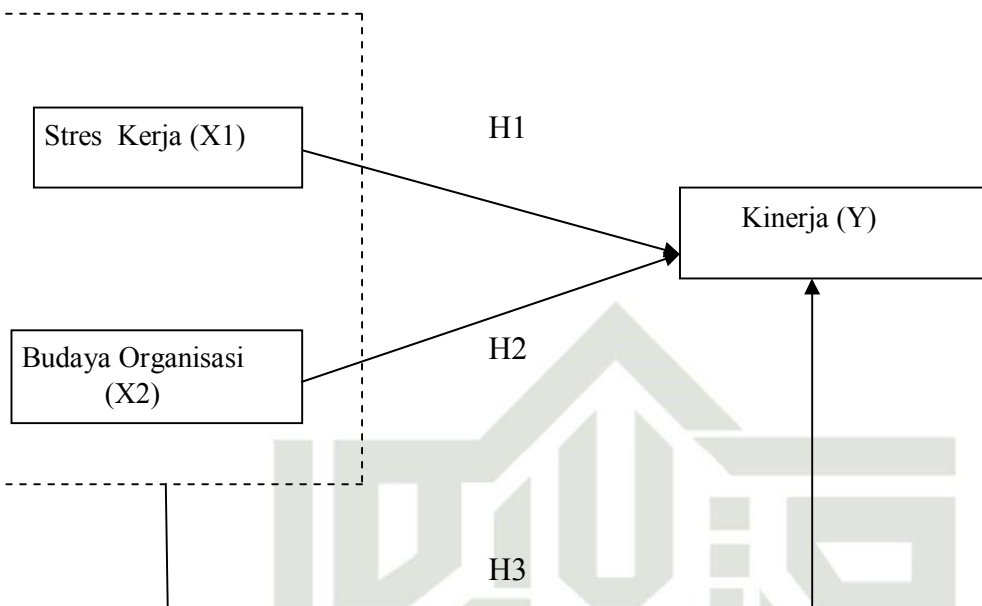 Stres Kerja (X1)
H1
Kinerja (Y)
Budaya Organisasi
(X2)
H2
H3